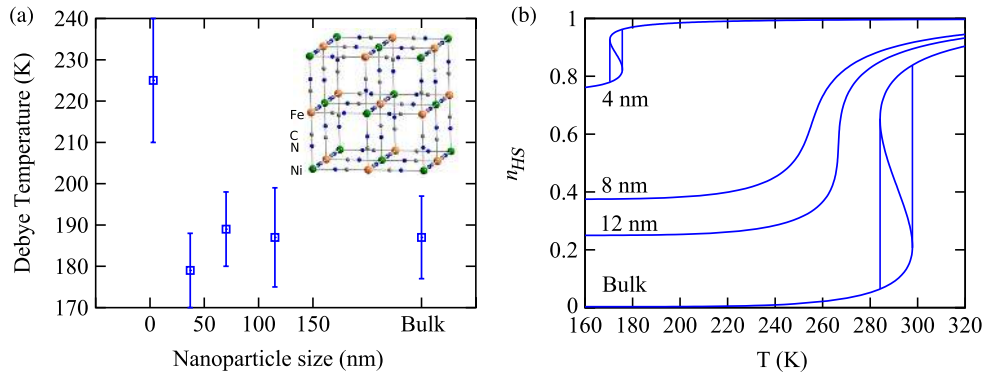 (a)
240
230
220
210
200
190
180
170
Debye Temperature (K)
0
50
100
150
Bulk
Nanoparticle size (nm)
Fe
C
N
Ni
(b)
1
0.8
0.6
0.4
0.2
0
n_HS
4 nm
8 nm
12 nm
Bulk
160
180
200
220
240
260
280
300
320
T (K)